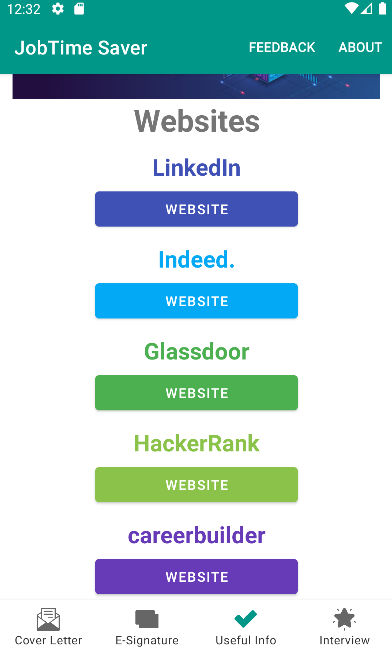 12:32
JobTime Saver FEEDBACK ABOUT
Websites
LinkedIn
WEBSITE
Indeed.
WEBSITE
Glassdoor
WEBSITE
HackerRank
WEBSITE
careerbuilder
WEBSITE
Cover Letter E-Signature Useful Info Interview